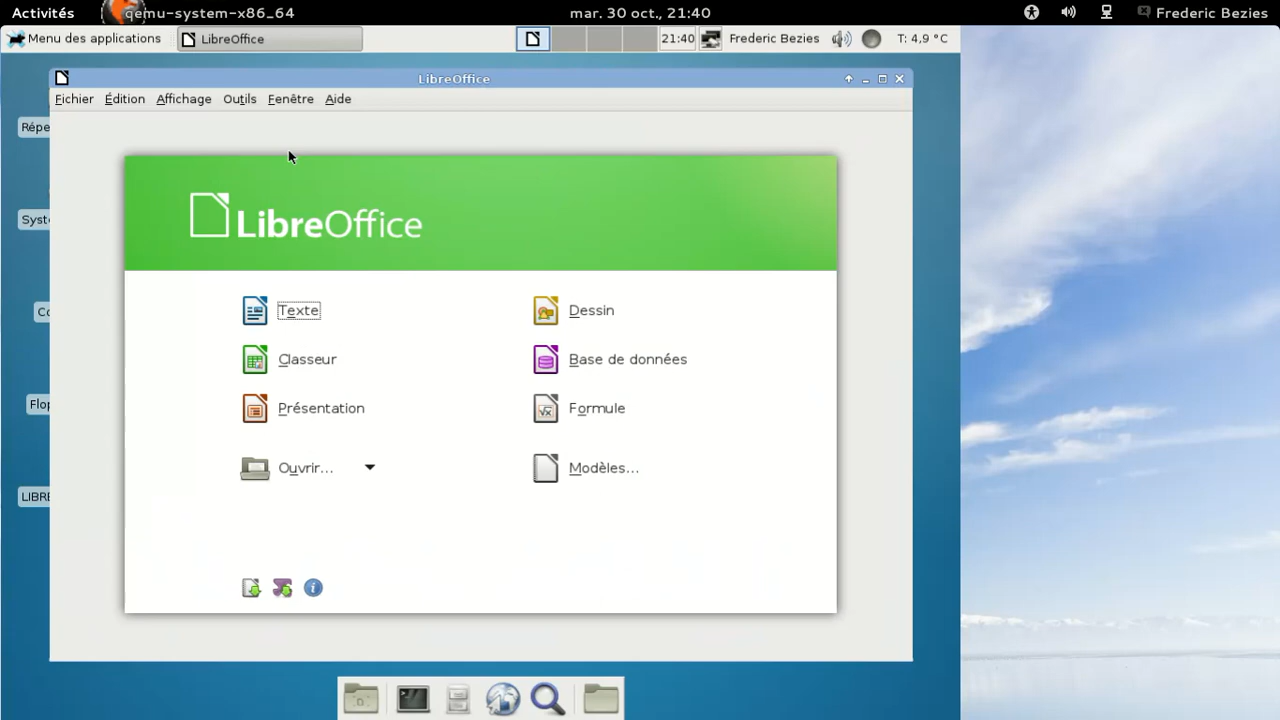 Activités
qemu-system-x86_64
mar. 30 oct., 21:40
Frederic Bezies
Menu des applications
LibreOffice
21:40
Frederic Bezies
T: 4,9 °C
LibreOffice
Fichier
Édition
Affichage
Outils
Fenêtre
Aide
Répe
Syst
Co
Flop
LIBRE
LibreOffice
Texte
Dessin
Classeur
Base de données
Présentation
Formule
Ouvrir...
Modèles...